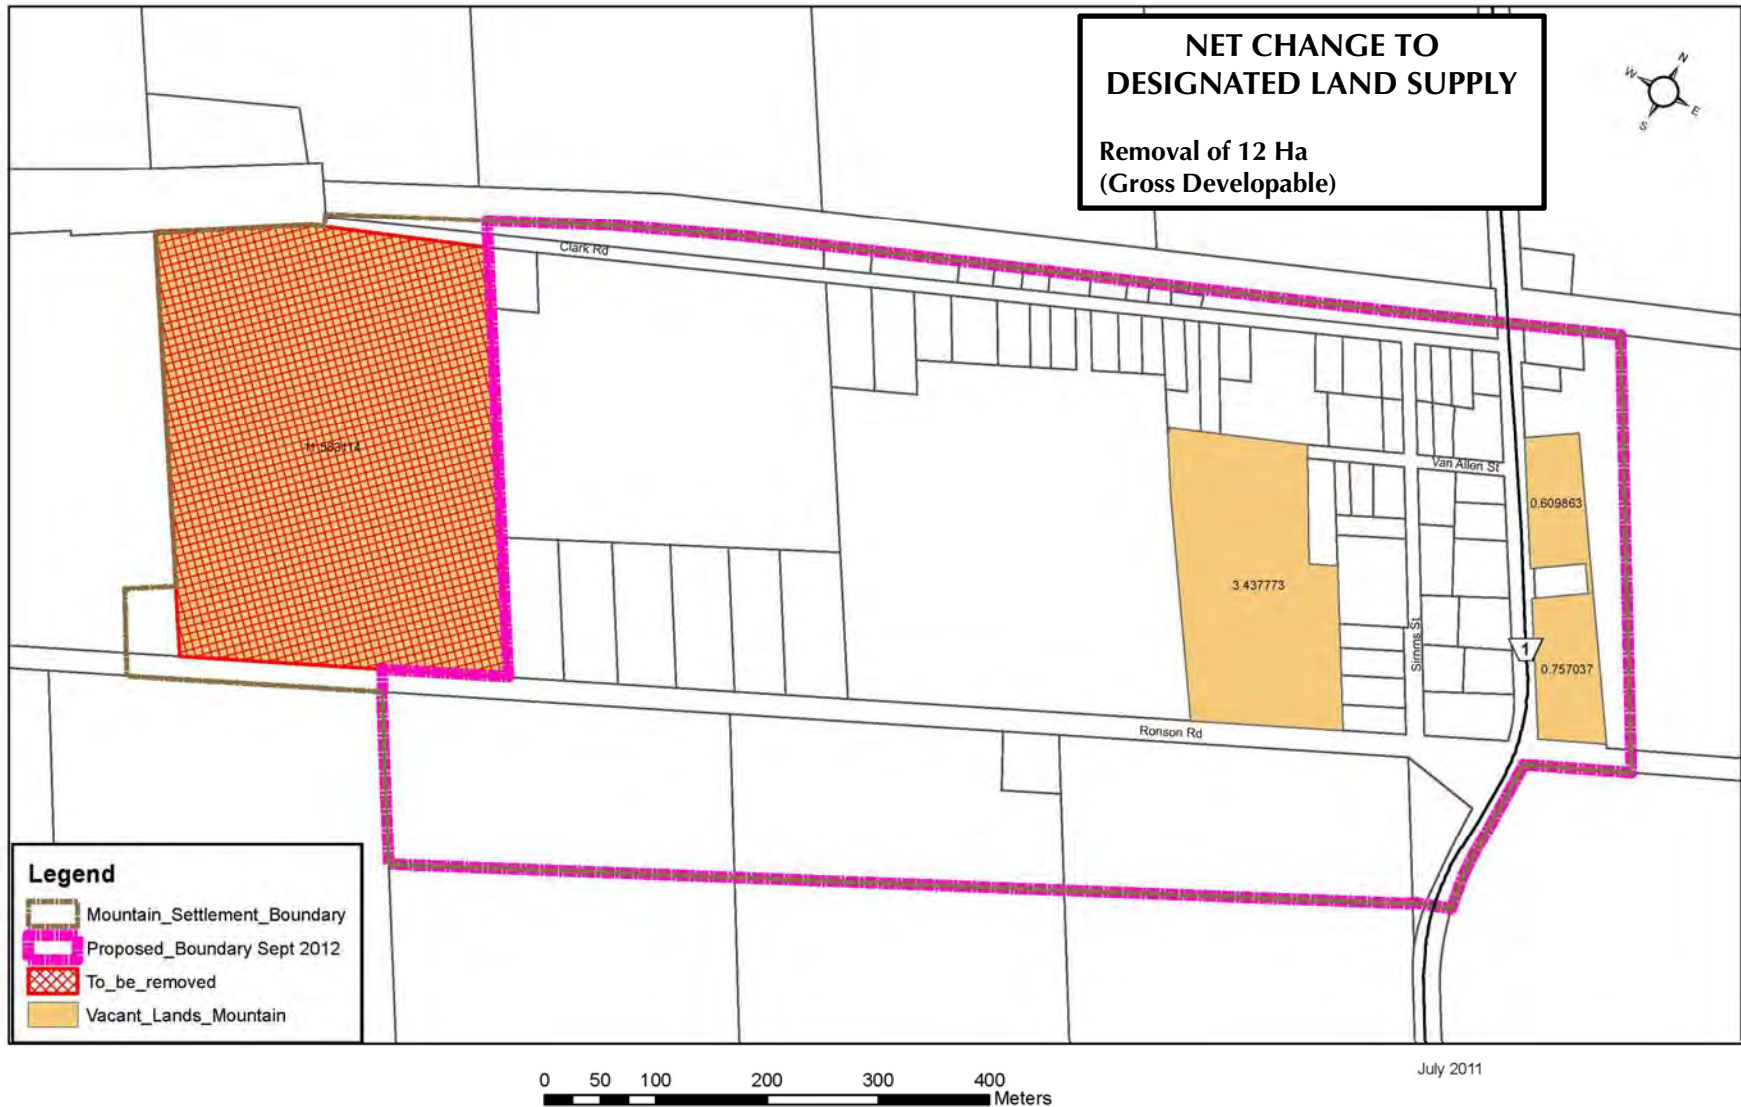 NET CHANGE TO
DESIGNATED LAND SUPPLY
Removal of 12 Ha
(Gross Developable)
N
W
E
S
Clark Rd
Van Allen St
0.609863
3.437773
Simms St
1
0.757037
Ronson Rd
Legend
Mountain_Settlement_Boundary
Proposed_Boundary Sept 2012
To_be_removed
Vacant_Lands_Mountain
July 2011
0 50 100 200 300 400
Meters